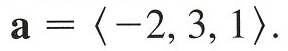 a = ⟨−2, 3, 1⟩.